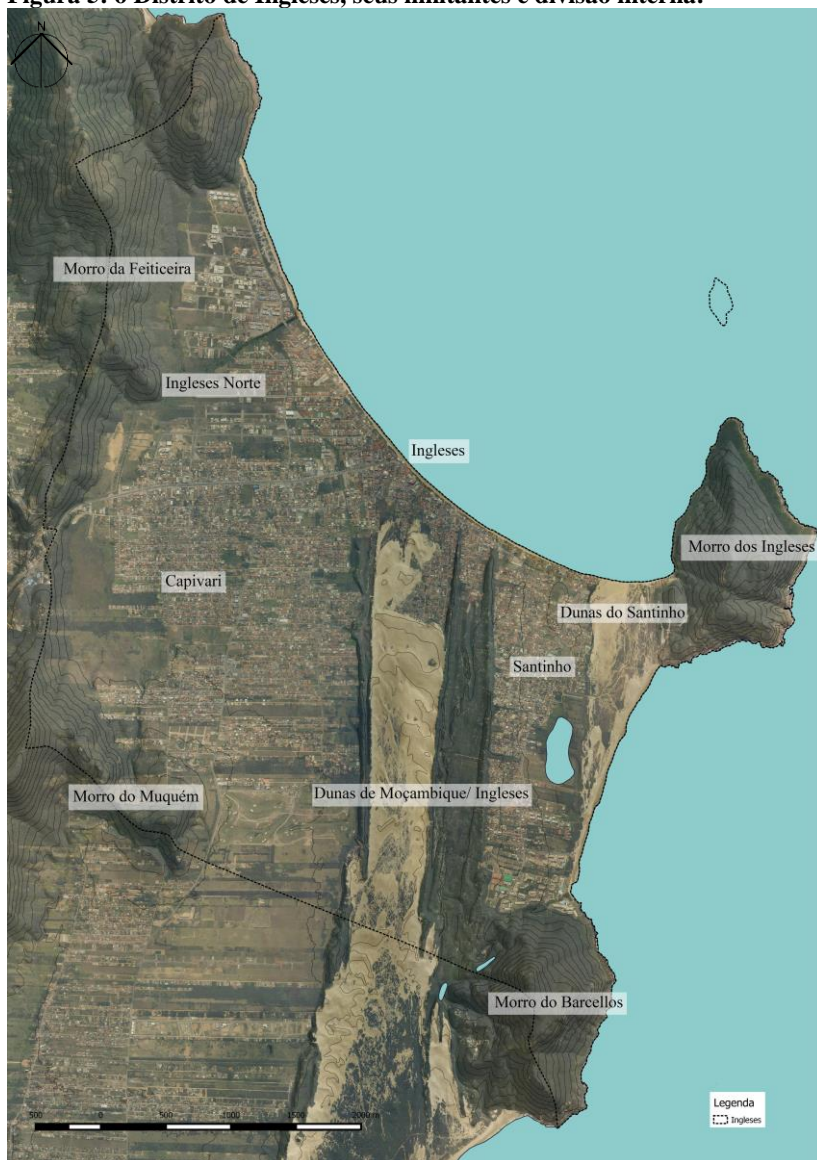 Figura 3: o Distrito de Ingleses, seus limitantes e divisão interna.
N
Morro da Feiticeira
Ingleses Norte
Ingleses
Morro dos Ingleses
Capivari
Dunas do Santinho
Santinho
Morro do Muquém
Dunas de Moçambique/ Ingleses
Morro do Barcellos
Legenda
Ingleses
500 0 500 1000 1500 2000 m